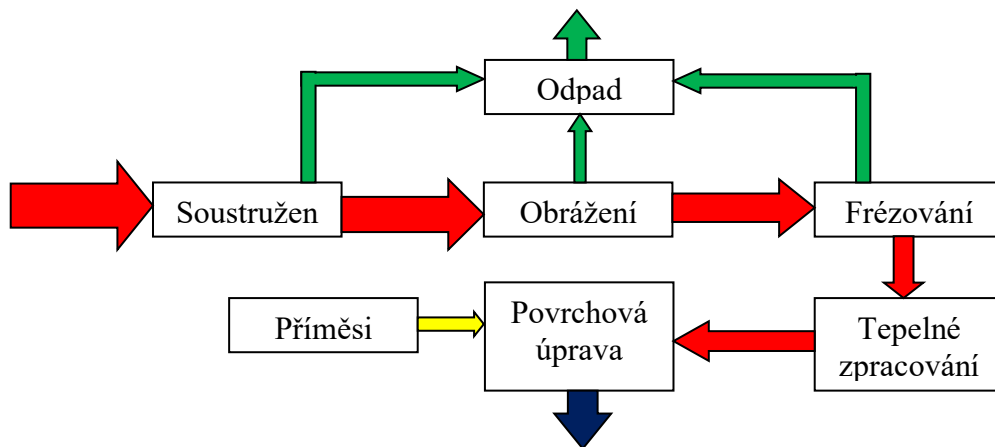 Odpad
Soustružen
Obrážení
Frézování
Příměsi
Povrchová
úprava
Tepelné
zpracování